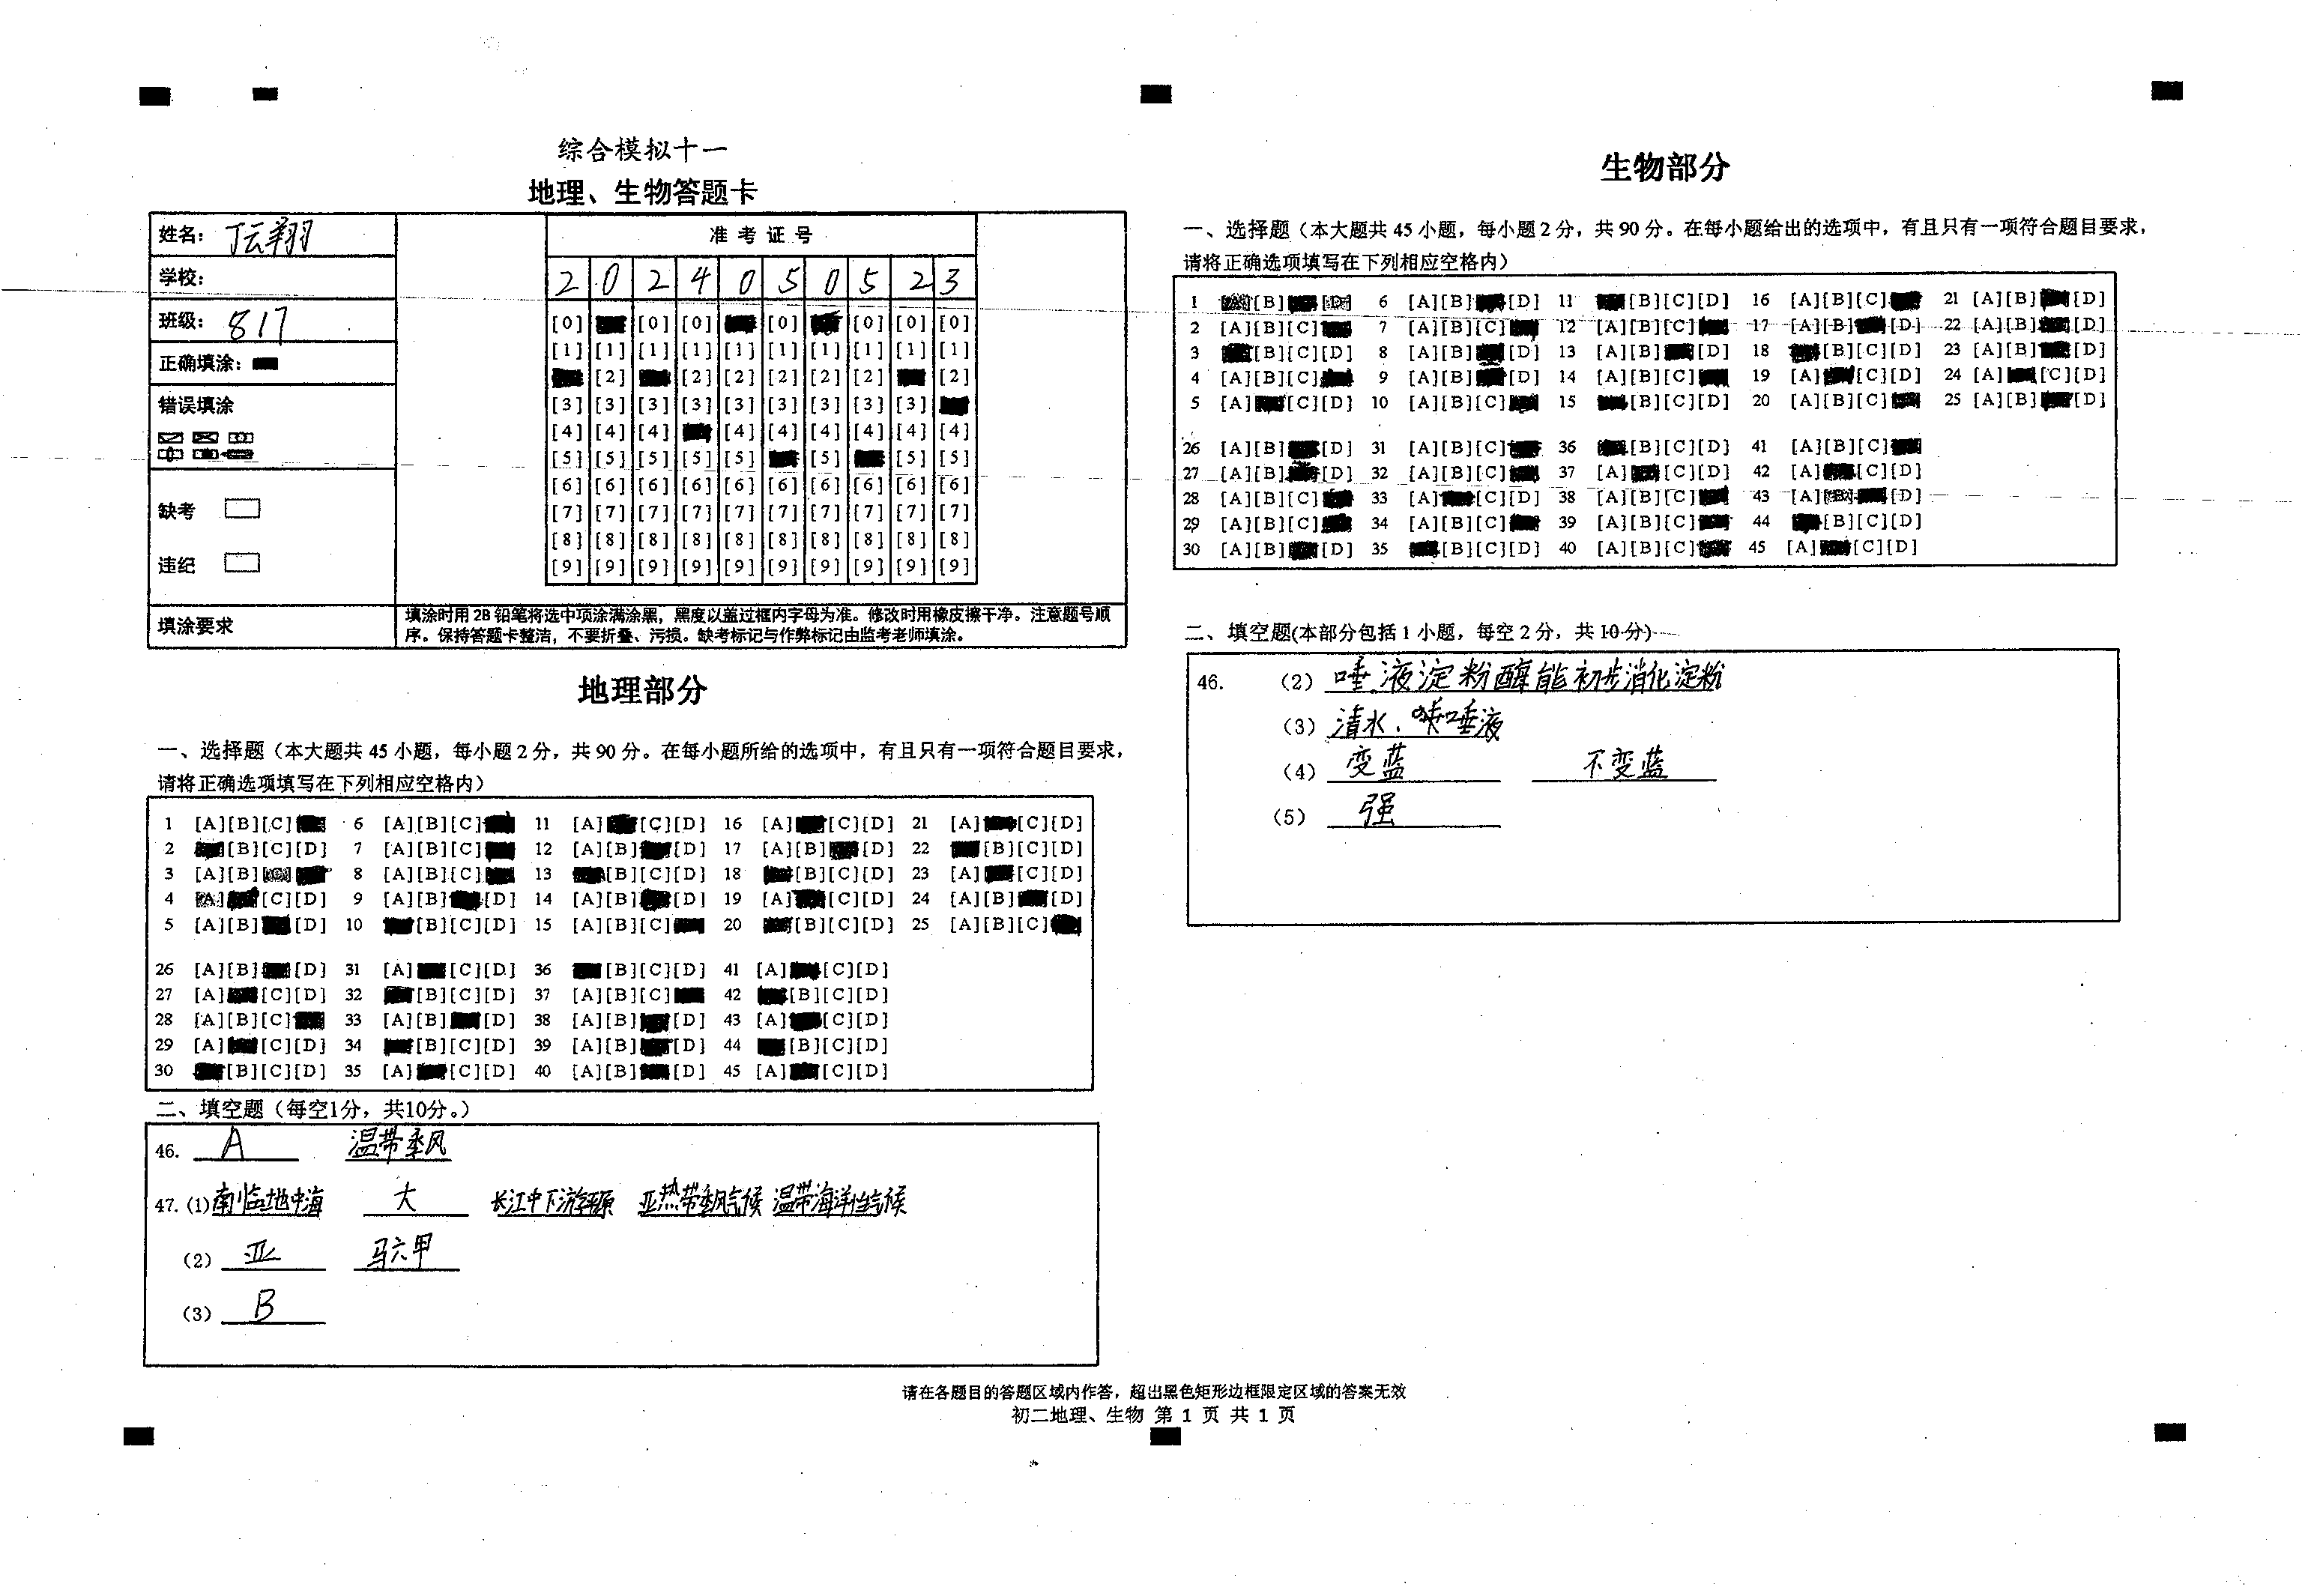 综合模拟十一
地理、生物答题卡
姓名： 丁云翔
学校：
班级： 817
正确填涂：
错误填涂
缺考
违纪
准考证号
2 0 2 4 0 5 0 5 2 3
[0] [0] [0] [0] [0] [0] [0]
[1] [1] [1] [1] [1] [1] [1] [1] [1] [1]
[2] [2] [2] [2] [2] [2] [2]
[3] [3] [3] [3] [3] [3] [3] [3] [3]
[4] [4] [4] [4] [4] [4] [4] [4] [4]
[5] [5] [5] [5] [5] [5] [5] [5]
[6] [6] [6] [6] [6] [6] [6] [6] [6] [6]
[7] [7] [7] [7] [7] [7] [7] [7] [7] [7]
[8] [8] [8] [8] [8] [8] [8] [8] [8] [8]
[9] [9] [9] [9] [9] [9] [9] [9] [9] [9]
填涂要求
填涂时用 2B 铅笔将选中项涂满涂黑，黑度以盖过框内字母为准。修改时用橡皮擦干净。注意题号顺
序。保持答题卡整洁，不要折叠、污损。缺考标记与作弊标记由监考老师填涂。
地理部分
一、选择题（本大题共 45 小题，每小题 2 分，共 90 分。在每小题所给的选项中，有且只有一项符合题目要求，
请将正确选项填写在下列相应空格内）
1 [A][B][C] 6 [A][B][C] 11 [A] [C][D] 16 [A] [C][D] 21 [A] [C][D]
2 [B][C][D] 7 [A][B][C] 12 [A][B] [D] 17 [A][B] [D] 22 [B][C][D]
3 [A][B][C] 8 [A][B][C] 13 [B][C][D] 18 [B][C][D] 23 [A] [C][D]
4 [A] [C][D] 9 [A][B] [D] 14 [A][B] [D] 19 [A] [C][D] 24 [A][B] [D]
5 [A][B] [D] 10 [B][C][D] 15 [A][B][C] 20 [B][C][D] 25 [A][B][C]
26 [A][B] [D] 31 [A] [C][D] 36 [B][C][D] 41 [A] [C][D]
27 [A] [C][D] 32 [B][C][D] 37 [A][B][C] 42 [B][C][D]
28 [A][B][C] 33 [A][B] [D] 38 [A][B] [D] 43 [A] [C][D]
29 [A] [C][D] 34 [B][C][D] 39 [A][B] [D] 44 [B][C][D]
30 [B][C][D] 35 [A] [C][D] 40 [A][B] [D] 45 [A] [C][D]
二、填空题（每空1分，共10分。）
46. A 温带季风
47. (1) 南临地中海 大 长江中下游平原 亚热带季风气候 温带海洋性气候
(2) 亚 马六甲
(3) B
生物部分
一、选择题（本大题共 45 小题，每小题 2 分，共 90 分。在每小题给出的选项中，有且只有一项符合题目要求，
请将正确选项填写在下列相应空格内）
1 [A][B] [D] 6 [A][B] [D] 11 [B][C][D] 16 [A][B][C] 21 [A][B] [D]
2 [A][B][C] 7 [A][B][C] 12 [A][B][C] 17 [A][B] [D] 22 [A][B] [D]
3 [B][C][D] 8 [A][B] [D] 13 [A][B] [D] 18 [B][C][D] 23 [A][B] [D]
4 [A][B][C] 9 [A][B] [D] 14 [A][B][C] 19 [A] [C][D] 24 [A] [C][D]
5 [A] [C][D] 10 [A][B][C] 15 [B][C][D] 20 [A][B][C] 25 [A][B] [D]
26 [A][B] [D] 31 [A][B][C] 36 [B][C][D] 41 [A][B][C]
27 [A][B] [D] 32 [A][B][C] 37 [A] [C][D] 42 [A] [C][D]
28 [A][B][C] 33 [A] [C][D] 38 [A][B][C] 43 [A][B] [D]
29 [A][B][C] 34 [A][B][C] 39 [A][B][C] 44 [B][C][D]
30 [A][B] [D] 35 [B][C][D] 40 [A][B][C] 45 [A] [C][D]
二、填空题(本部分包括 1 小题，每空 2 分，共 10 分)
46. (2) 唾液淀粉酶能初步消化淀粉
(3) 清水、唾液
(4) 变蓝 不变蓝
(5) 强
请在各题目的答题区域内作答，超出黑色矩形边框限定区域的答案无效
初二地理、生物 第 1 页 共 1 页